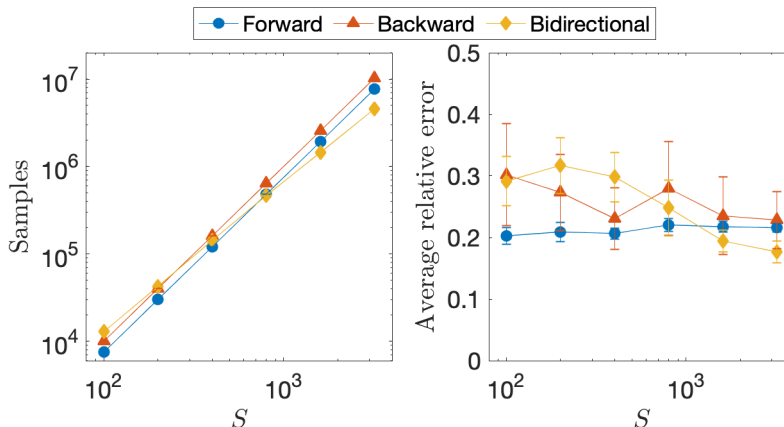 Forward Backward Bidirectional
Samples
10^7
10^6
10^5
10^4
10^2
10^3
S
Average relative error
0.5
0.4
0.3
0.2
0.1
0
10^2
10^3
S